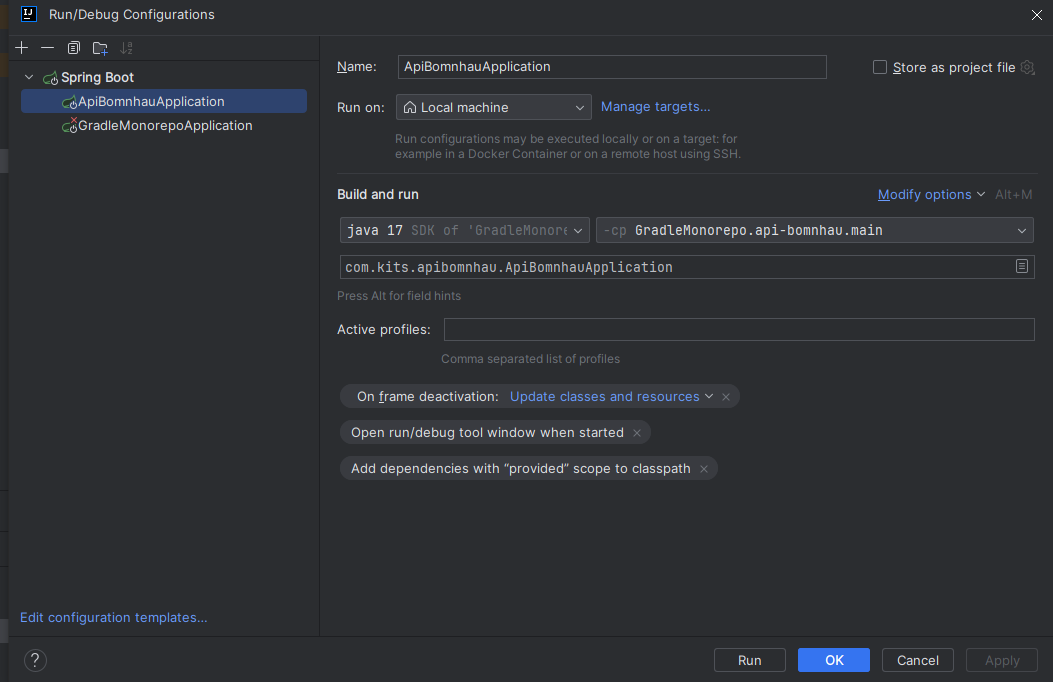 IJ Run/Debug Configurations
Spring Boot
ApiBomnhauApplication
GradleMonorepoApplication
Edit configuration templates...
Name: ApiBomnhauApplication Store as project file
Run on: Local machine Manage targets...
Run configurations may be executed locally or on a target: for
example in a Docker Container or on a remote host using SSH.
Build and run Modify options Alt+M
java 17 SDK of 'GradleMonore -cp GradleMonorepo.api-bomnhau.main
com.kits.apibomnhau.ApiBomnhauApplication
Press Alt for field hints
Active profiles:
Comma separated list of profiles
On frame deactivation: Update classes and resources
Open run/debug tool window when started
Add dependencies with “provided” scope to classpath
? Run OK Cancel Apply